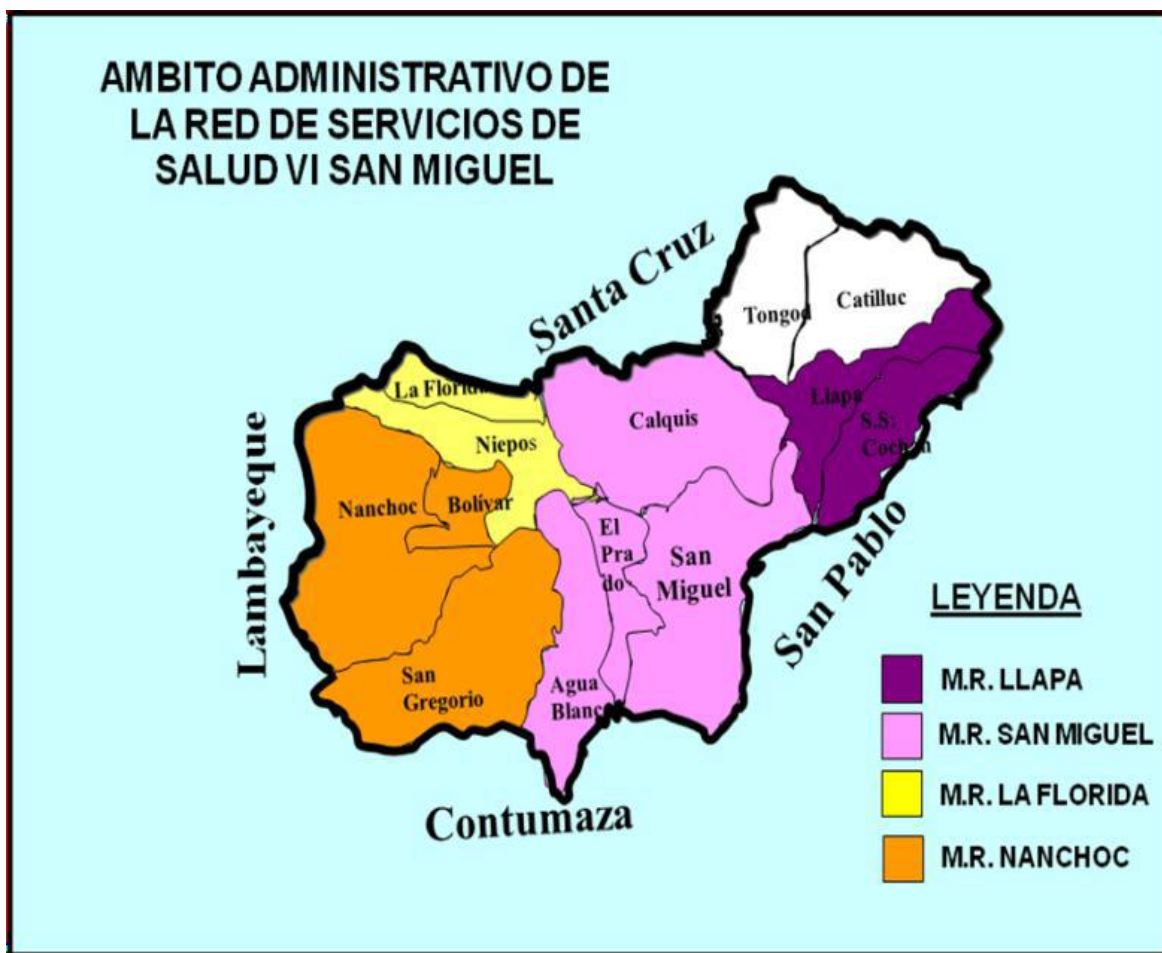 AMBITO ADMINISTRATIVO DE
LA RED DE SERVICIOS DE
SALUD VI SAN MIGUEL
Santa Cruz
Tongod
Catilluc
La Florida
Calquis
Llapa
S.S.
Cochan
Niepos
Lambayeque
Nanchoc
Bolívar
El
Pra
do
San
Miguel
San Pablo
San
Gregorio
Agua
Blanc
Contumaza
LEYENDA
M.R. LLAPA
M.R. SAN MIGUEL
M.R. LA FLORIDA
M.R. NANCHOC